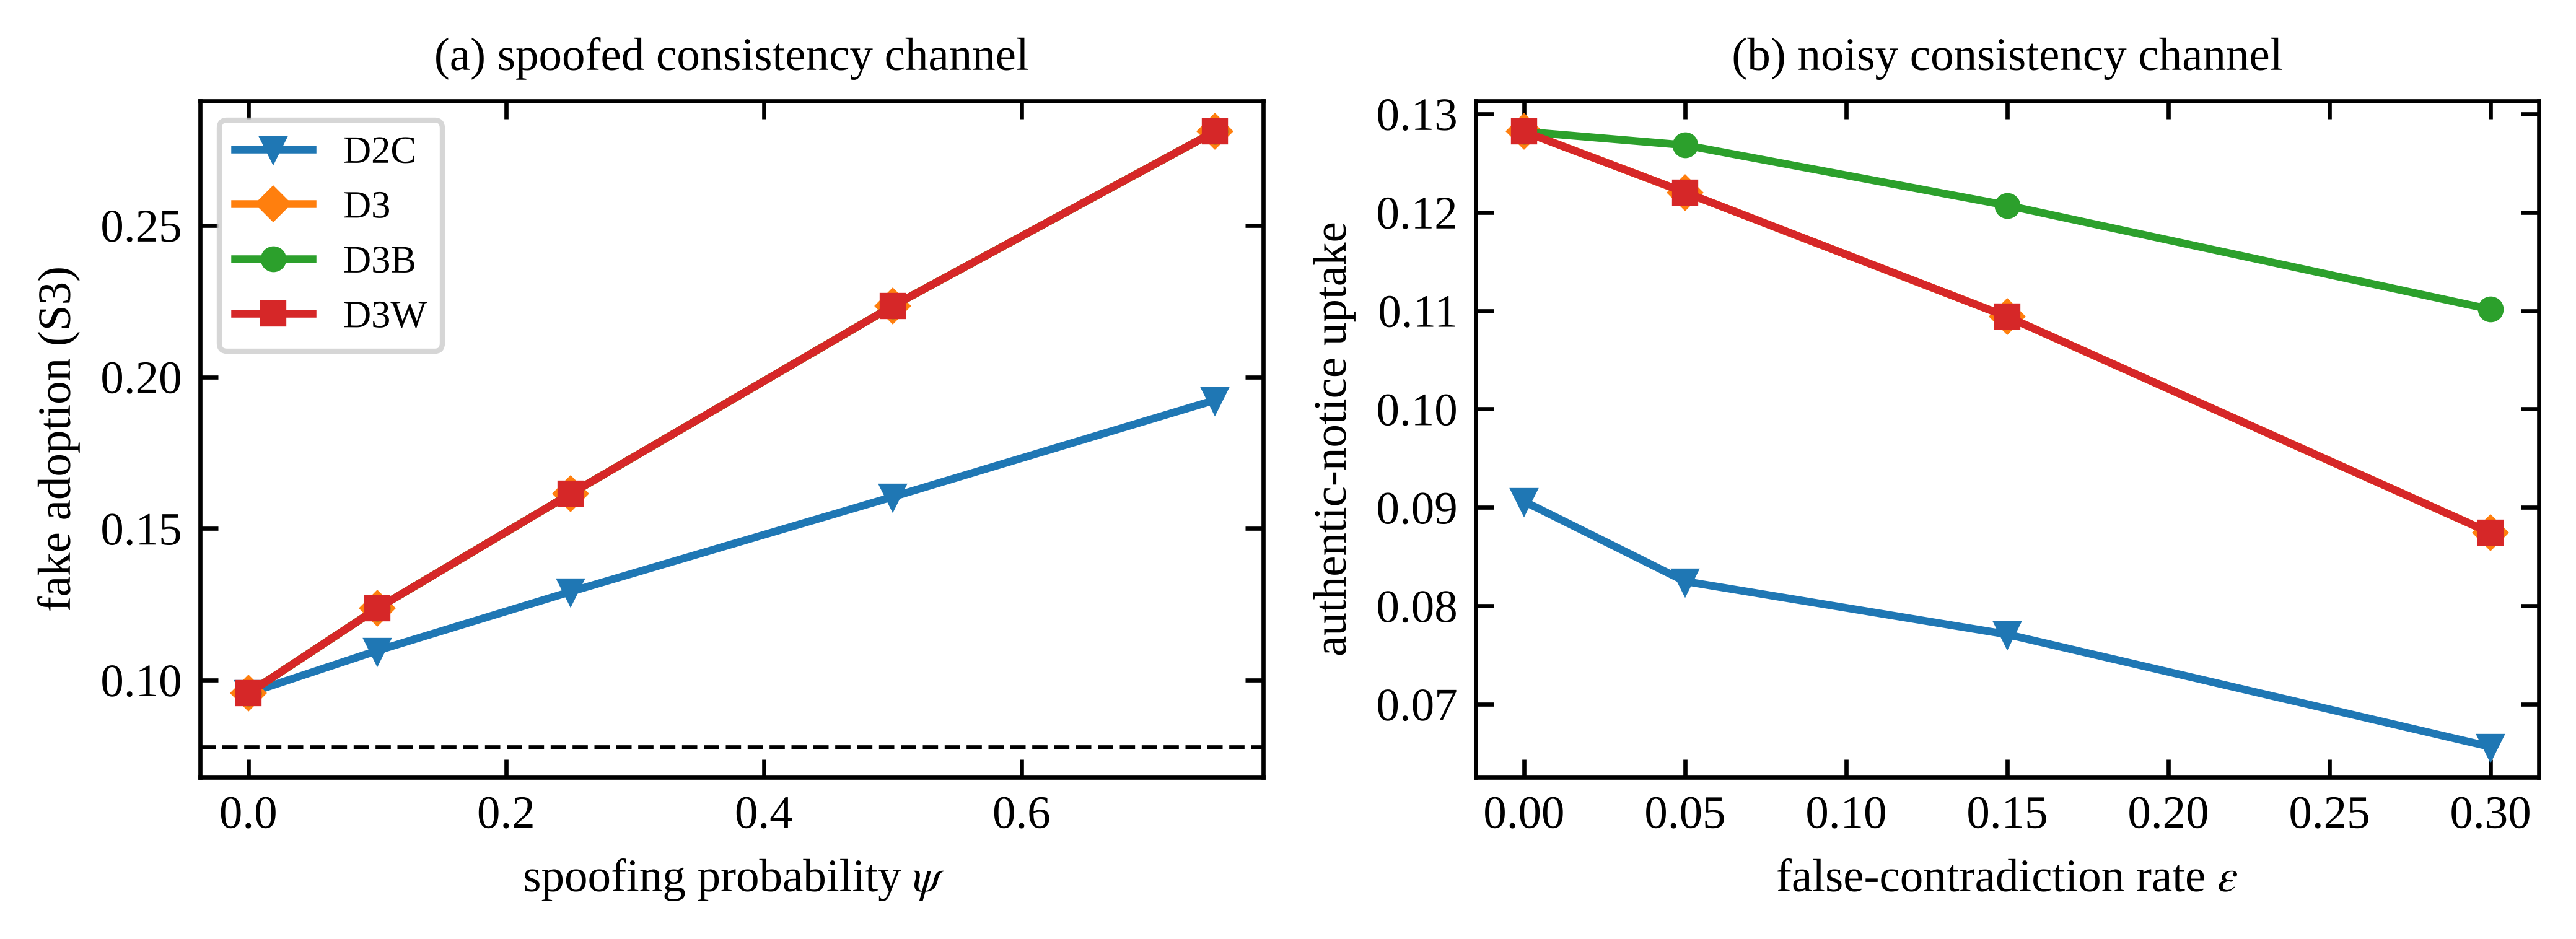 (a) spoofed consistency channel
fake adoption (S3)
0.25
0.20
0.15
0.10
D2C
D3
D3B
D3W
0.0 0.2 0.4 0.6
spoofing probability ψ
(b) noisy consistency channel
authentic-notice uptake
0.13
0.12
0.11
0.10
0.09
0.08
0.07
0.00 0.05 0.10 0.15 0.20 0.25 0.30
false-contradiction rate ε